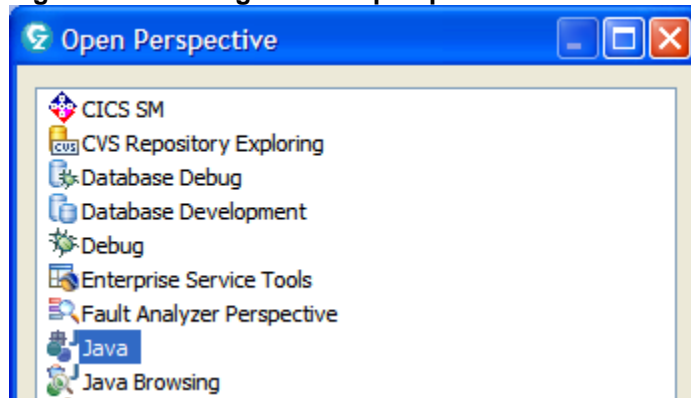 Open Perspective
CICS SM
CVS Repository Exploring
Database Debug
Database Development
Debug
Enterprise Service Tools
Fault Analyzer Perspective
Java
Java Browsing